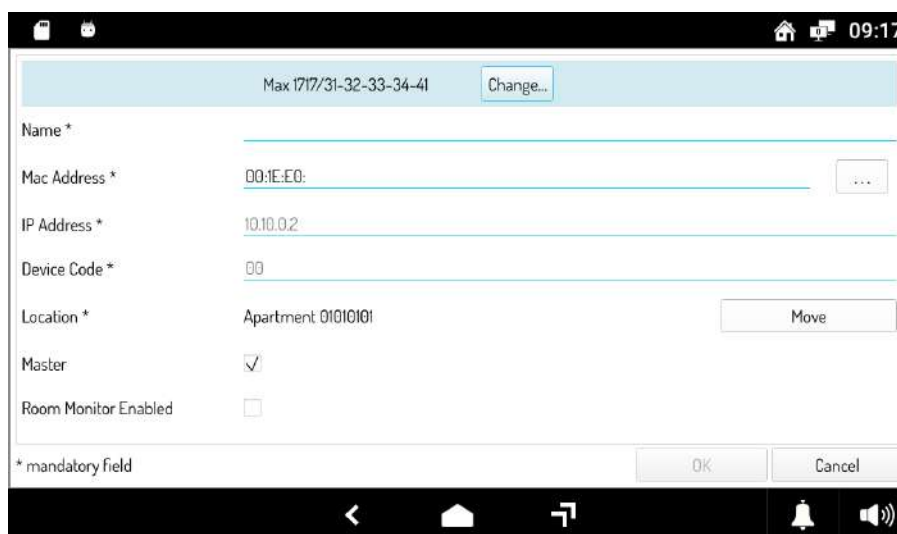 09:17
Max 1717/31-32-33-34-41 Change...
Name *
Mac Address * 00:1E:E0: ...
IP Address * 10.10.0.2
Device Code * 00
Location * Apartment 01010101 Move
Master
Room Monitor Enabled
* mandatory field OK Cancel